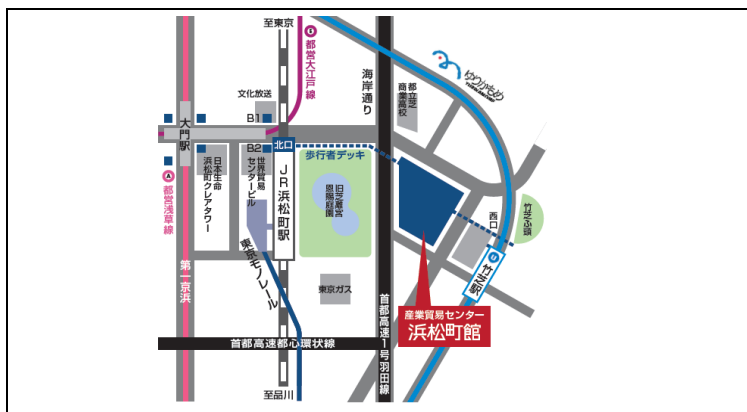 至東京
都営大江戸線
海岸通り
ゆりかもめ
都立芝
商業高校
文化放送
B1
大門駅
B2
北口
歩行者デッキ
日本生命
浜松町クレアタワー
世界貿易
センタービル
JR浜松町駅
旧芝離宮
恩賜庭園
都営浅草線
西口
竹芝ふ頭
竹芝駅
東京モノレール
第一京浜
東京ガス
首都高速1号羽田線
産業貿易センター
浜松町館
首都高速都心環状線
至品川